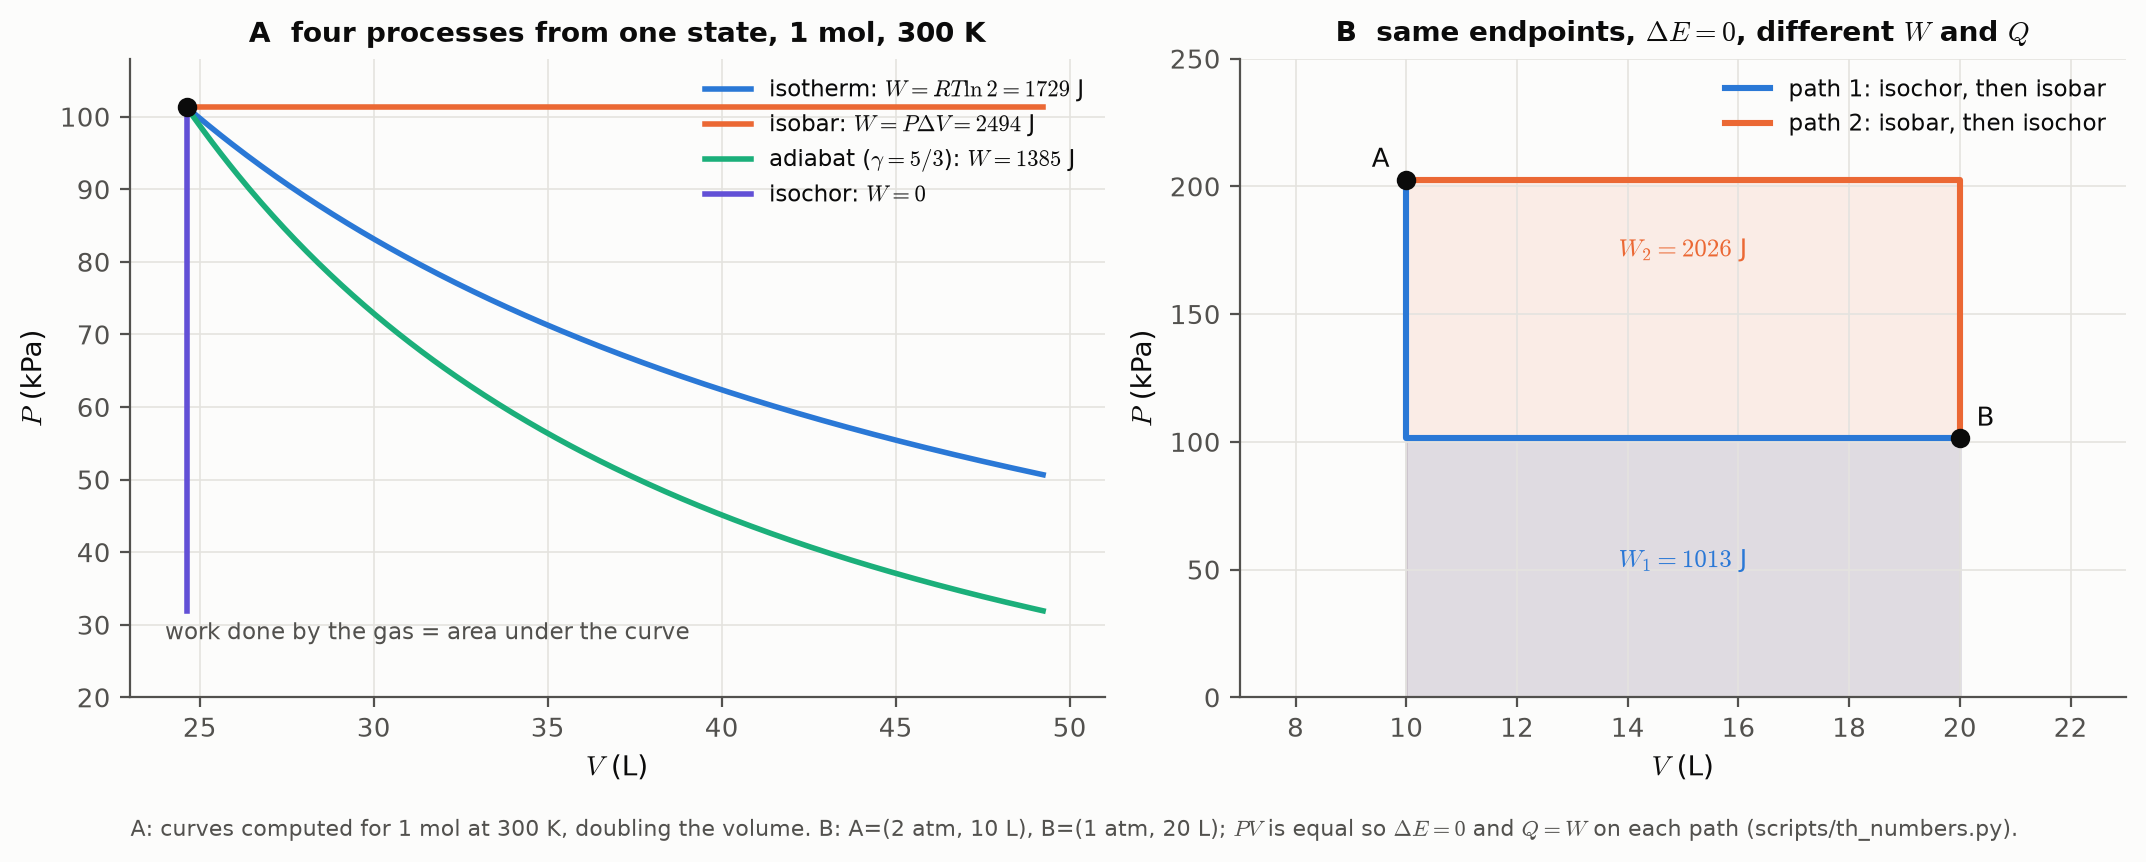 A four processes from one state, 1 mol, 300 K
isotherm: W = RT ln 2 = 1729 J
isobar: W = PΔV = 2494 J
adiabat (γ = 5/3): W = 1385 J
isochor: W = 0
100
90
80
70
60
50
40
30
20
P (kPa)
work done by the gas = area under the curve
25 30 35 40 45 50
V (L)
B same endpoints, ΔE = 0, different W and Q
path 1: isochor, then isobar
path 2: isobar, then isochor
250
200
150
100
50
0
P (kPa)
A
W₂ = 2026 J
B
W₁ = 1013 J
8 10 12 14 16 18 20 22
V (L)
A: curves computed for 1 mol at 300 K, doubling the volume. B: A=(2 atm, 10 L), B=(1 atm, 20 L); PV is equal so ΔE = 0 and Q = W on each path (scripts/th_numbers.py).